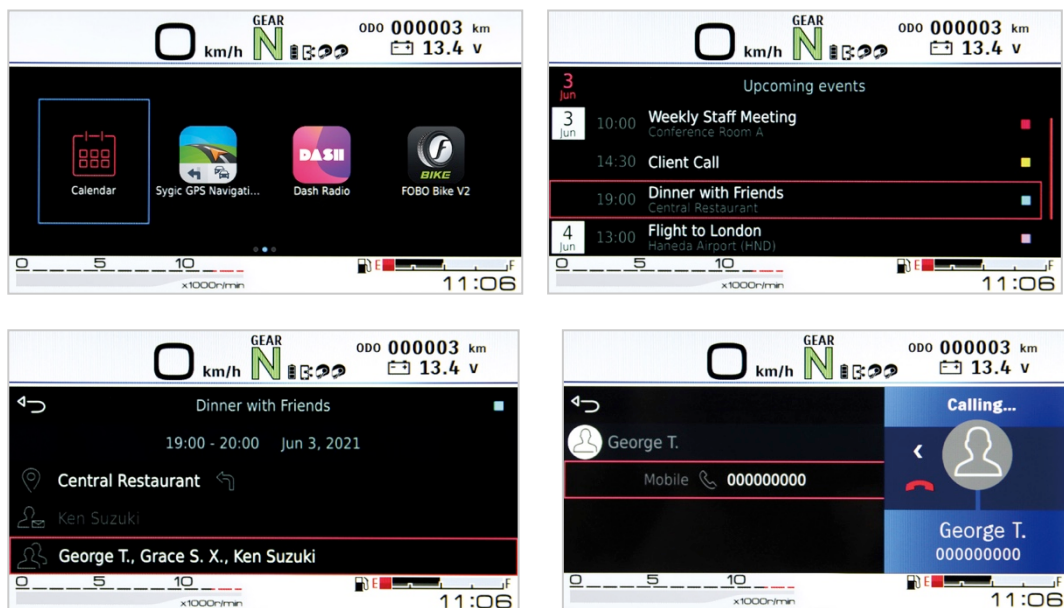 GEAR
0 km/h N ODO 000003 km
13.4 V
Calendar
Sygic GPS Navigati...
DASH
Dash Radio
BIKE
FOBO Bike V2
0 5 10
x1000r/min
E F
11:06
GEAR
0 km/h N ODO 000003 km
13.4 V
3
Jun
Upcoming events
3
Jun
10:00 Weekly Staff Meeting
Conference Room A
14:30 Client Call
19:00 Dinner with Friends
Central Restaurant
4
Jun
13:00 Flight to London
Haneda Airport (HND)
0 5 10
x1000r/min
E F
11:06
GEAR
0 km/h N ODO 000003 km
13.4 V
Dinner with Friends
19:00 - 20:00 Jun 3, 2021
Central Restaurant
Ken Suzuki
George T., Grace S. X., Ken Suzuki
0 5 10
x1000r/min
E F
11:06
GEAR
0 km/h N ODO 000003 km
13.4 V
George T.
Mobile 000000000
Calling...
George T.
000000000
0 5 10
x1000r/min
E F
11:06